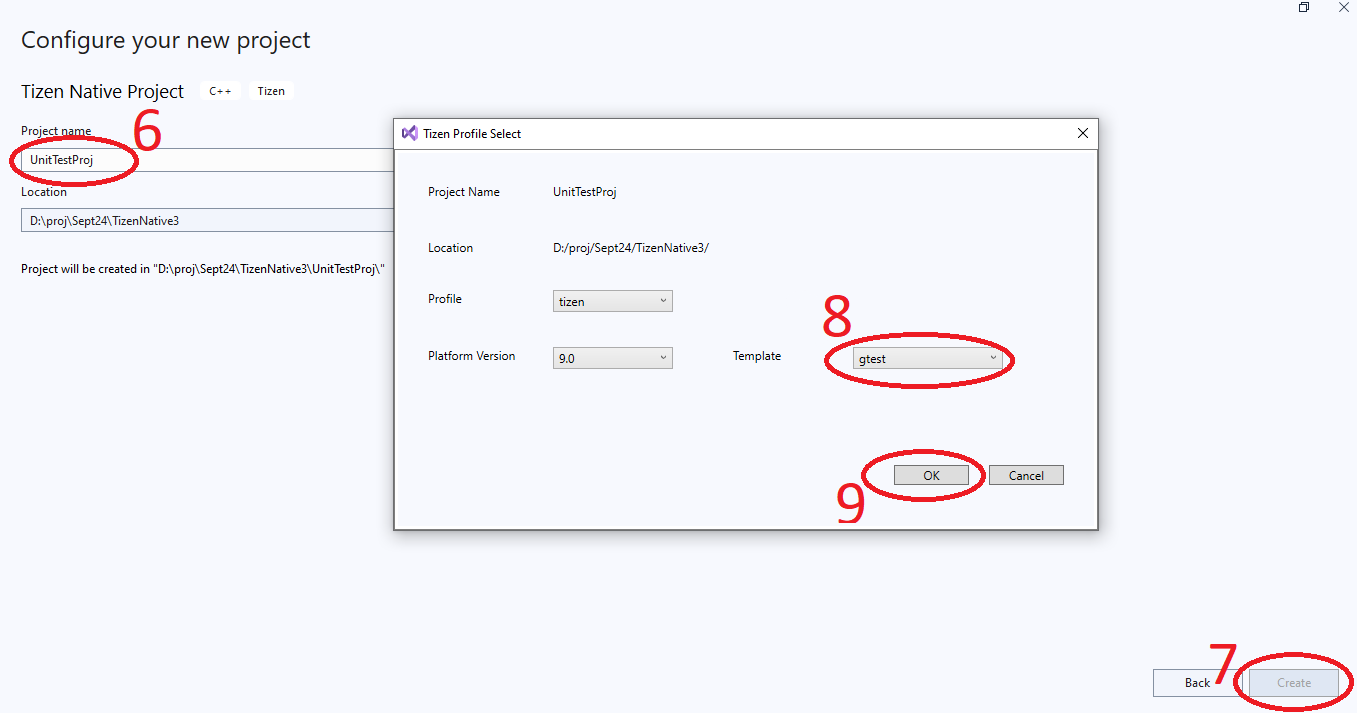 Configure your new project
Tizen Native Project C++ Tizen
Project name
6
UnitTestProj
Location
D:\proj\Sept24\TizenNative3
Project will be created in "D:\proj\Sept24\TizenNative3\UnitTestProj\"
Tizen Profile Select
Project Name UnitTestProj
Location D:/proj/Sept24/TizenNative3/
Profile tizen
8
Platform Version 9.0 Template gtest
OK Cancel
9
7
Back Create